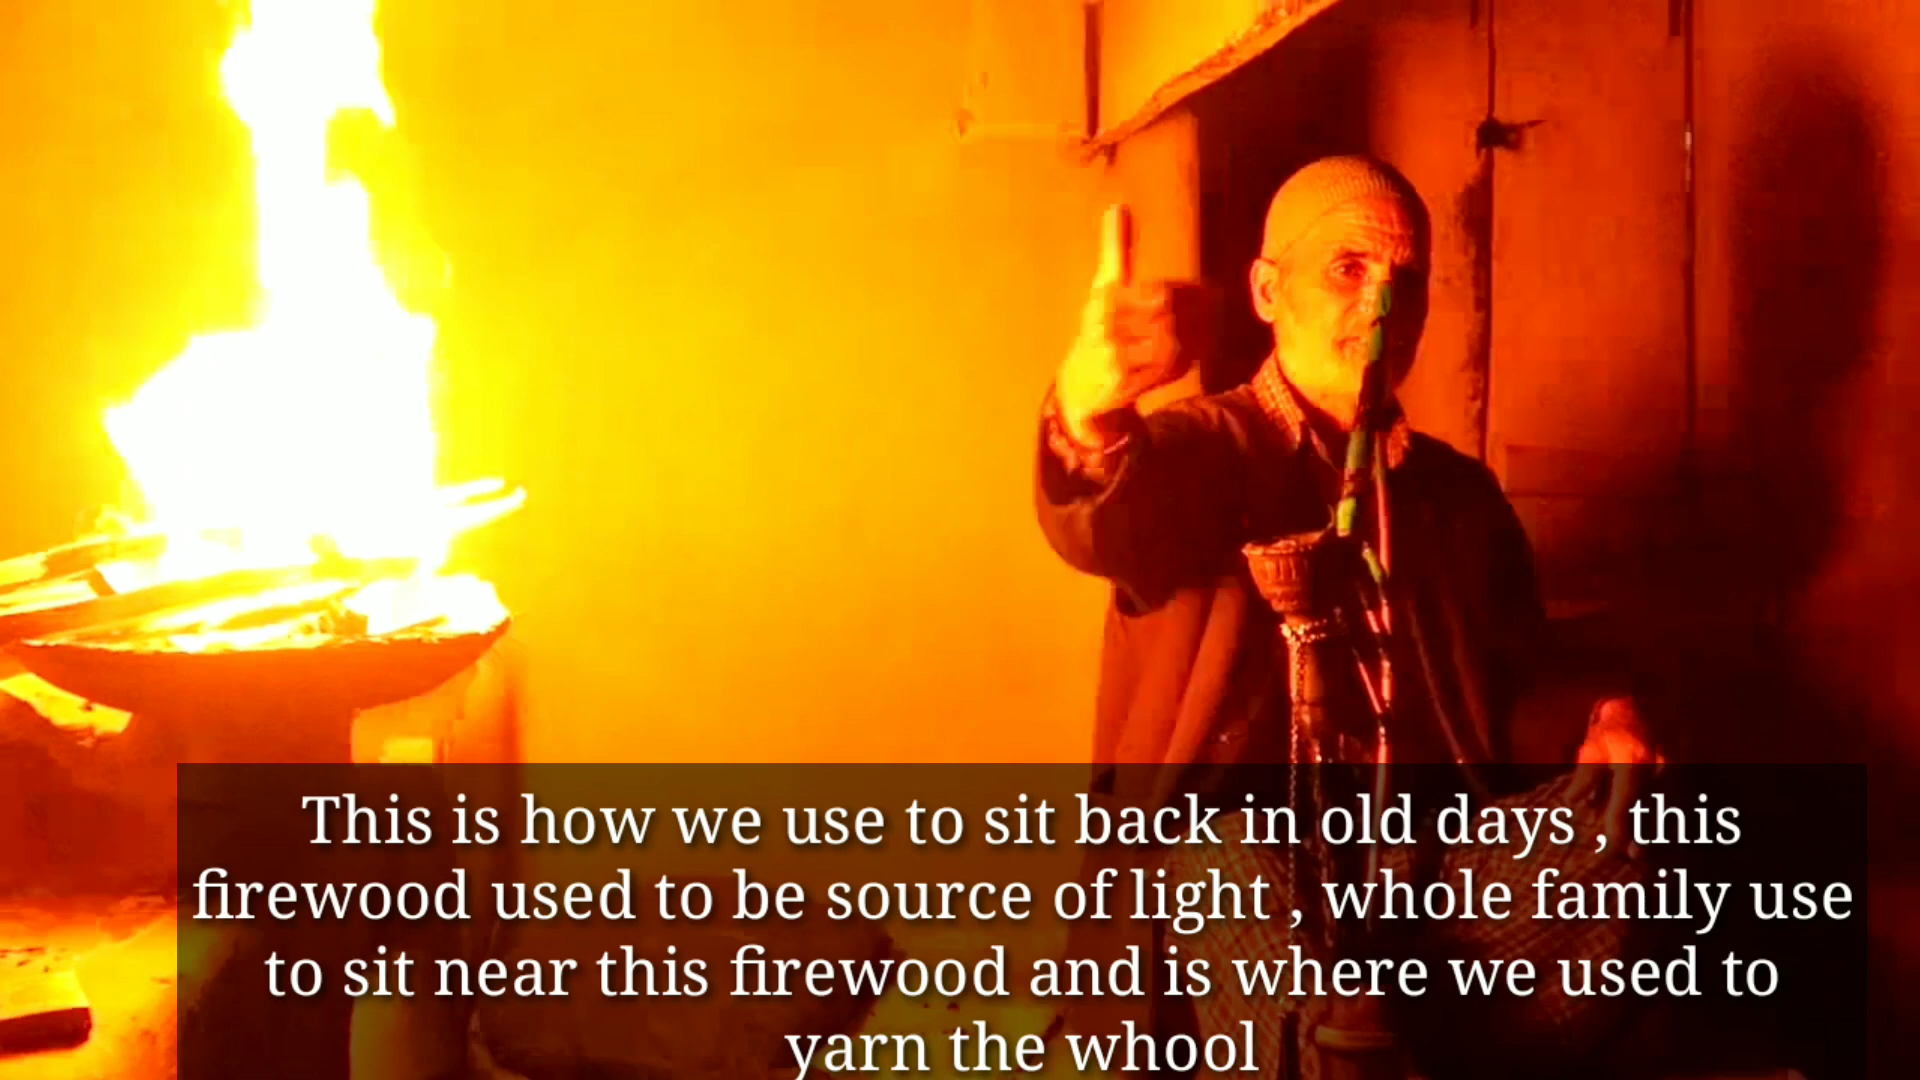 This is how we use to sit back in old days , this
firewood used to be source of light , whole family use
to sit near this firewood and is where we used to
yarn the whool